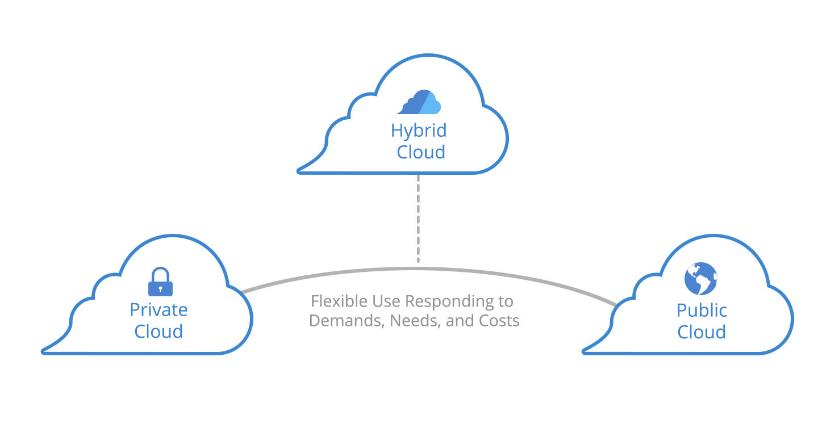 Hybrid
Cloud
Private
Cloud
Flexible Use Responding to
Demands, Needs, and Costs
Public
Cloud